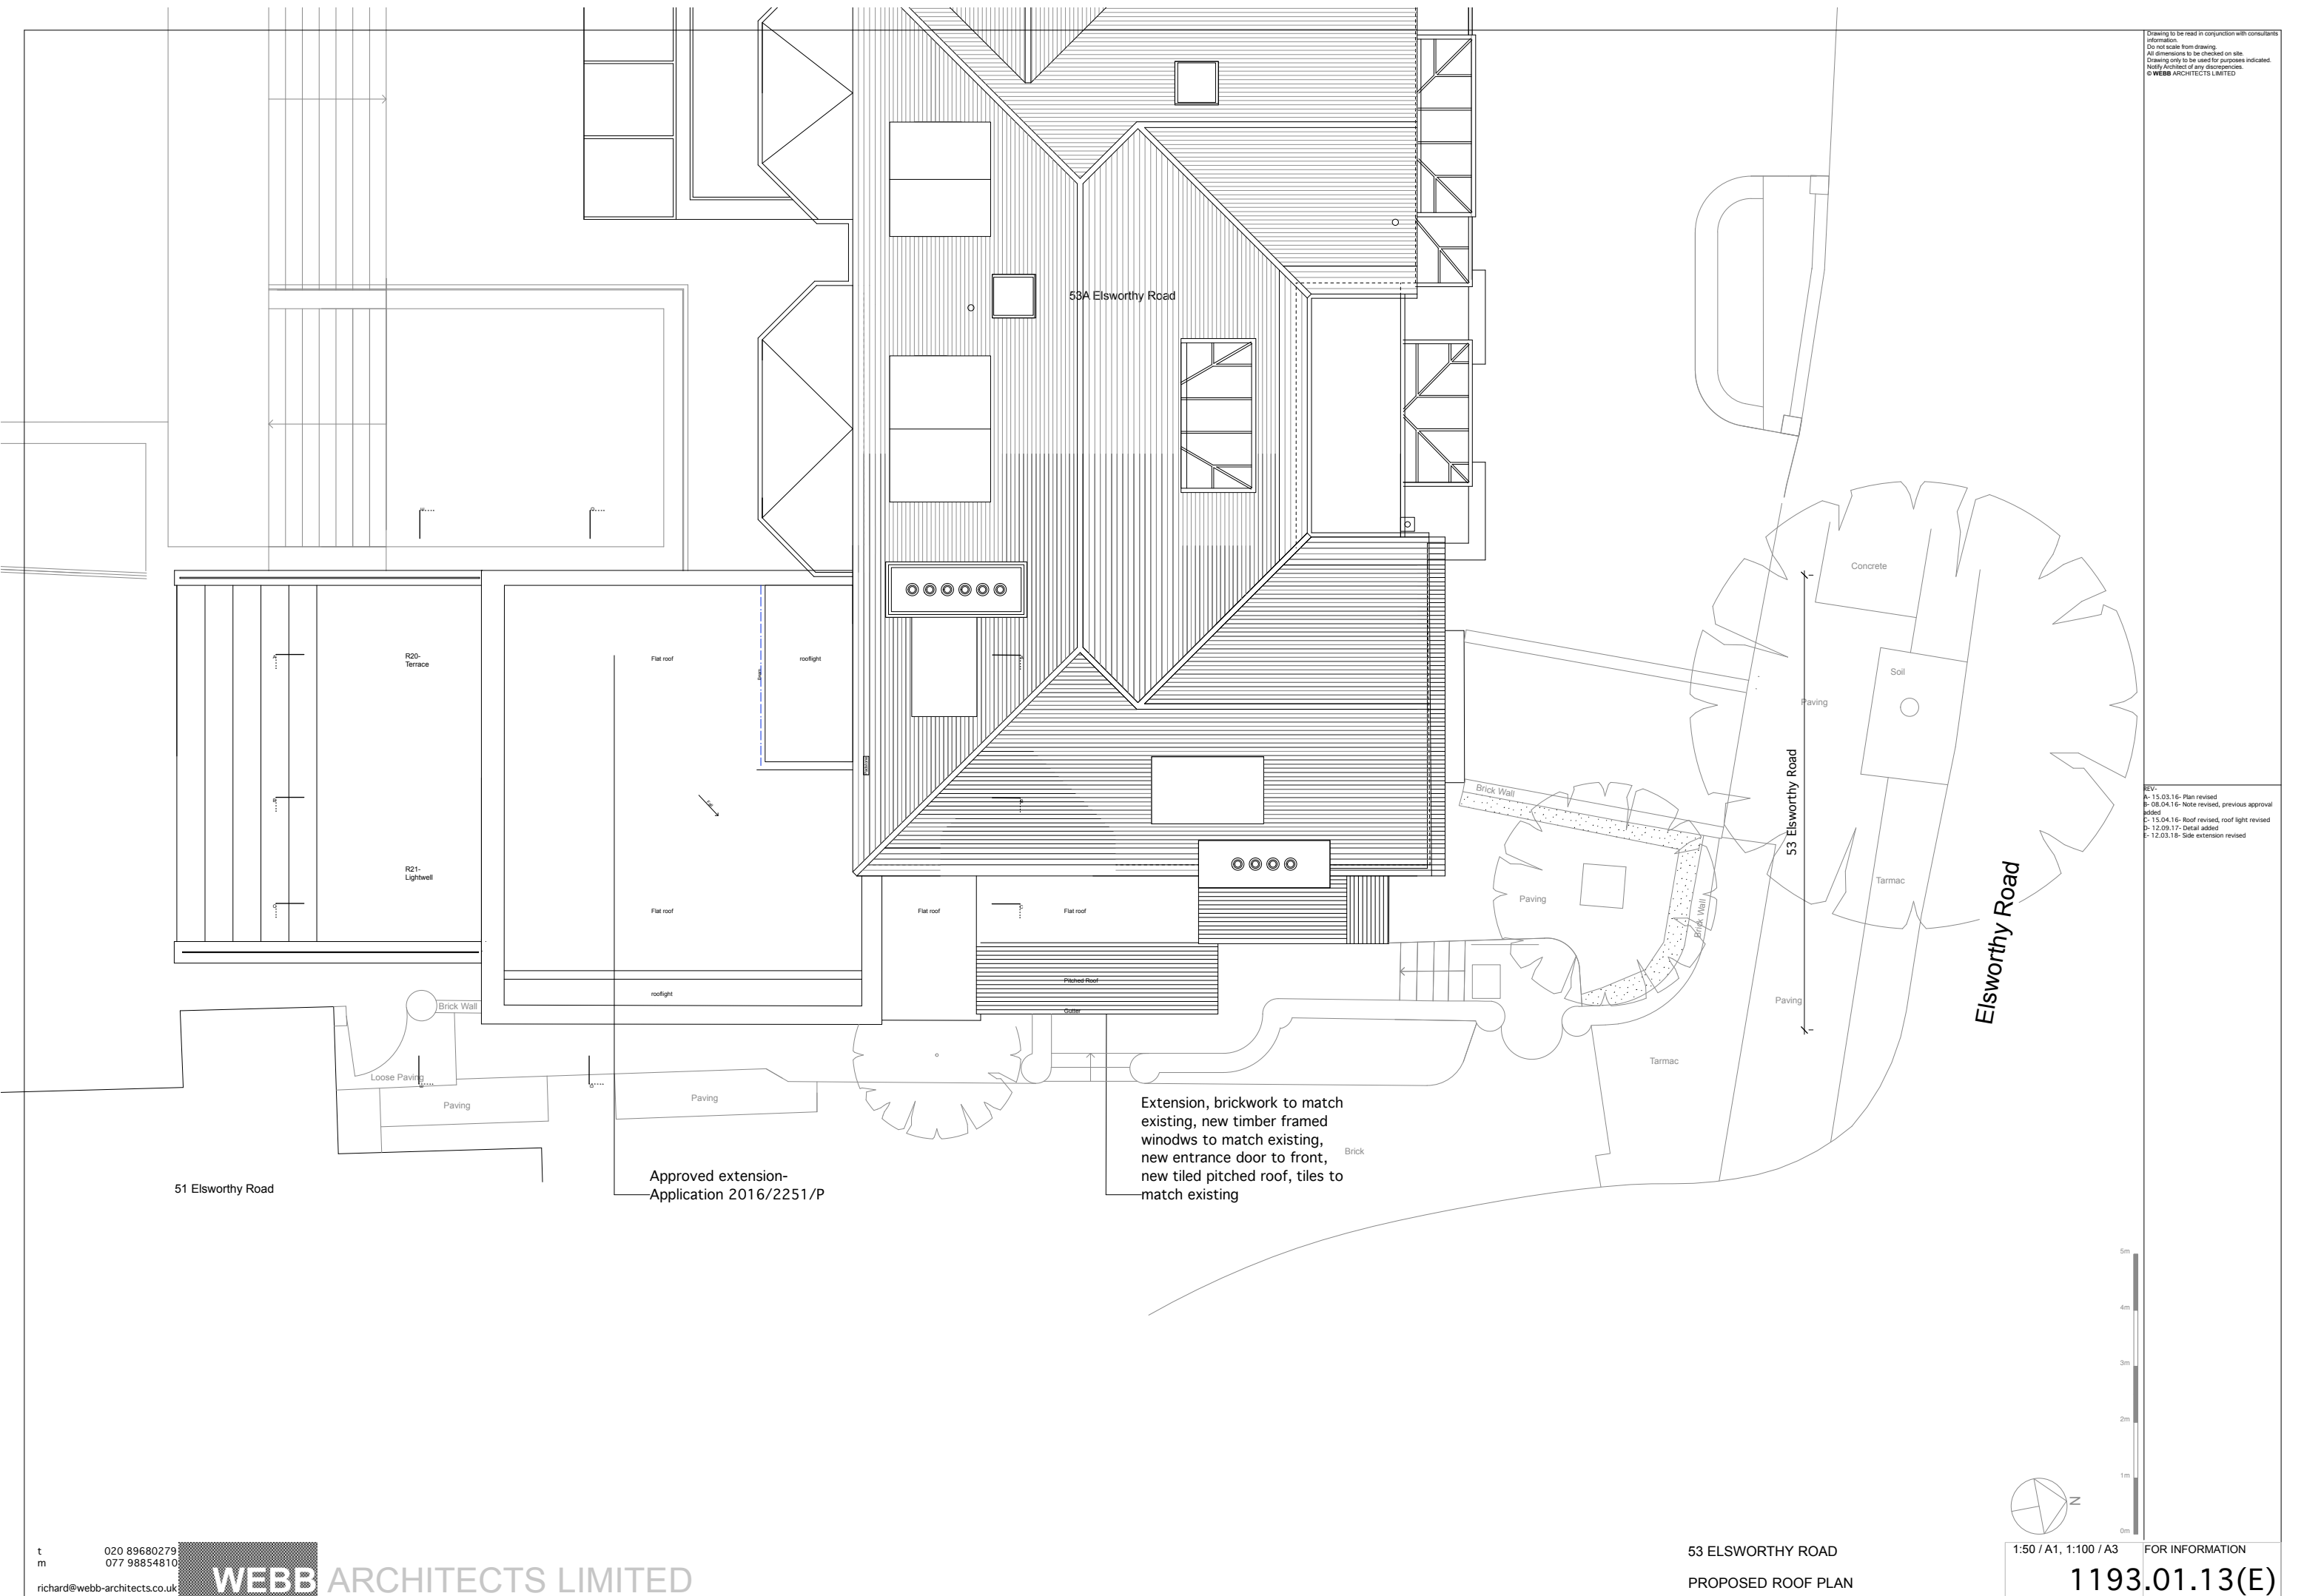 Drawing to be read in conjunction with consultants
information.
Do not scale from drawing.
All dimensions to be checked on site.
Drawing only to be used for purposes indicated.
Notify Architect of any discrepencies.
© WEBB ARCHITECTS LIMITED
53A Elsworthy Road
Concrete
R20-
Terrace
Flat roof
rooflight
Soil
Paving
53 Elsworthy Road
Brick Wall
REV-
A- 15.03.16- Plan revised
B- 08.04.16- Note revised, previous approval
added
C- 15.04.16- Roof revised, roof light revised
D- 12.09.17- Detail added
E- 12.03.18- Side extension revised
R21-
Lightwell
Tarmac
Elsworthy Road
Flat roof
Flat roof
Flat roof
Paving
Brick Wall
Pitched Roof
rooflight
Gutter
Brick Wall
Paving
Tarmac
Loose Paving
Paving
Paving
Extension, brickwork to match
existing, new timber framed
winodws to match existing,
new entrance door to front,
new tiled pitched roof, tiles to
match existing
Brick
Approved extension-
Application 2016/2251/P
51 Elsworthy Road
5m
4m
3m
2m
1m
0m
N
t 020 89680279
m 077 98854810
richard@webb-architects.co.uk
WEBB ARCHITECTS LIMITED
53 ELSWORTHY ROAD
PROPOSED ROOF PLAN
1:50 / A1, 1:100 / A3
FOR INFORMATION
1193.01.13(E)